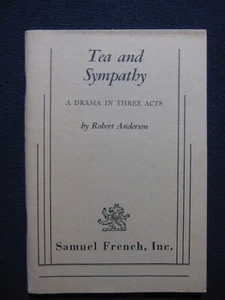 Tea and
Sympathy
A DRAMA IN THREE ACTS
by Robert Anderson
Samuel French, Inc.